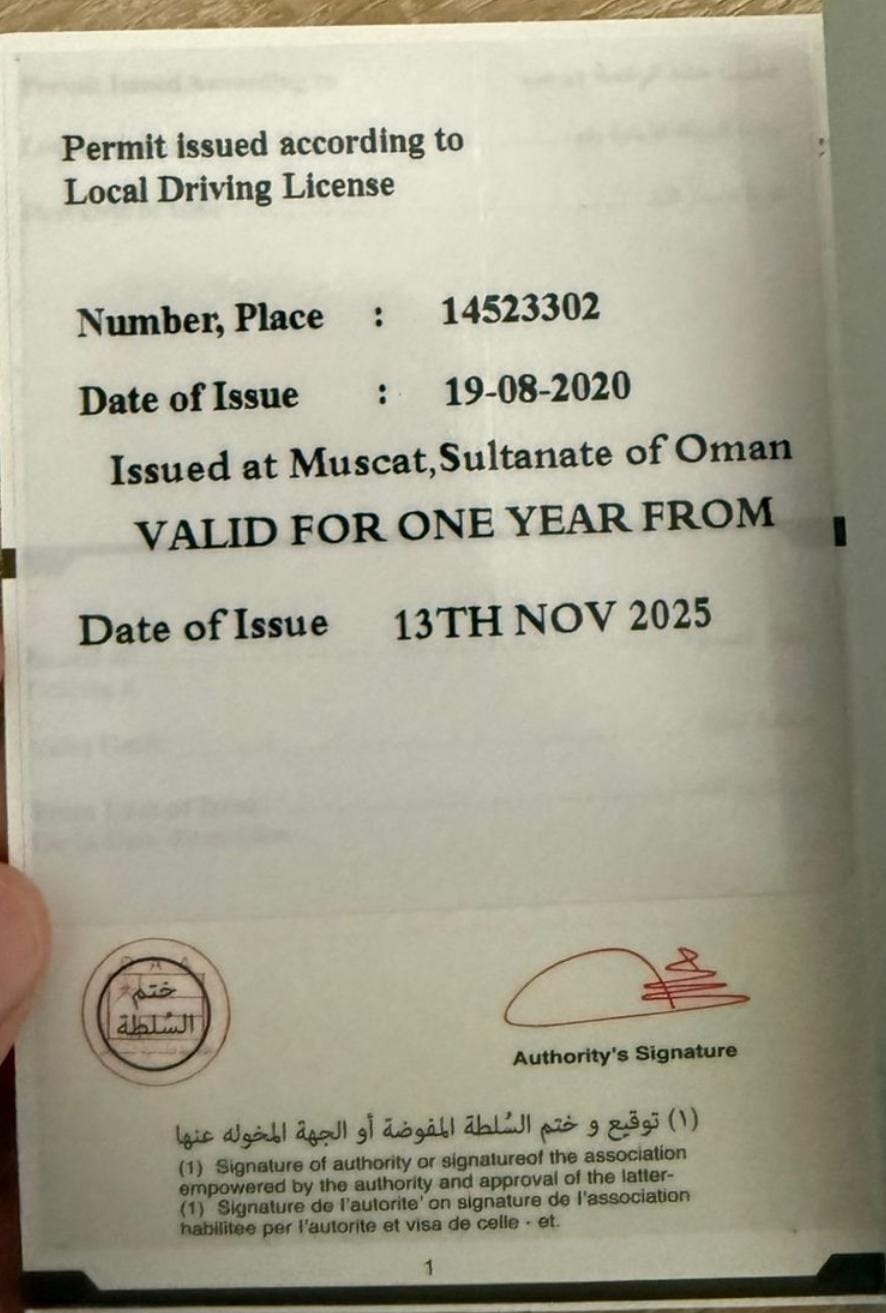 Permit issued according to
Local Driving License
Number, Place : 14523302
Date of Issue : 19-08-2020
Issued at Muscat,Sultanate of Oman
VALID FOR ONE YEAR FROM
Date of Issue 13TH NOV 2025
ختم
السُلطة
Authority's Signature
(١) توقيع و ختم السُلطة المفوضة أو الجهة المخوله عنها
(1) Signature of authority or signatureof the association
empowered by the authority and approval of the latter-
(1) Signature de l'autorite' on signature de l'association
habilitee per l'autorite et visa de celle - et.
1